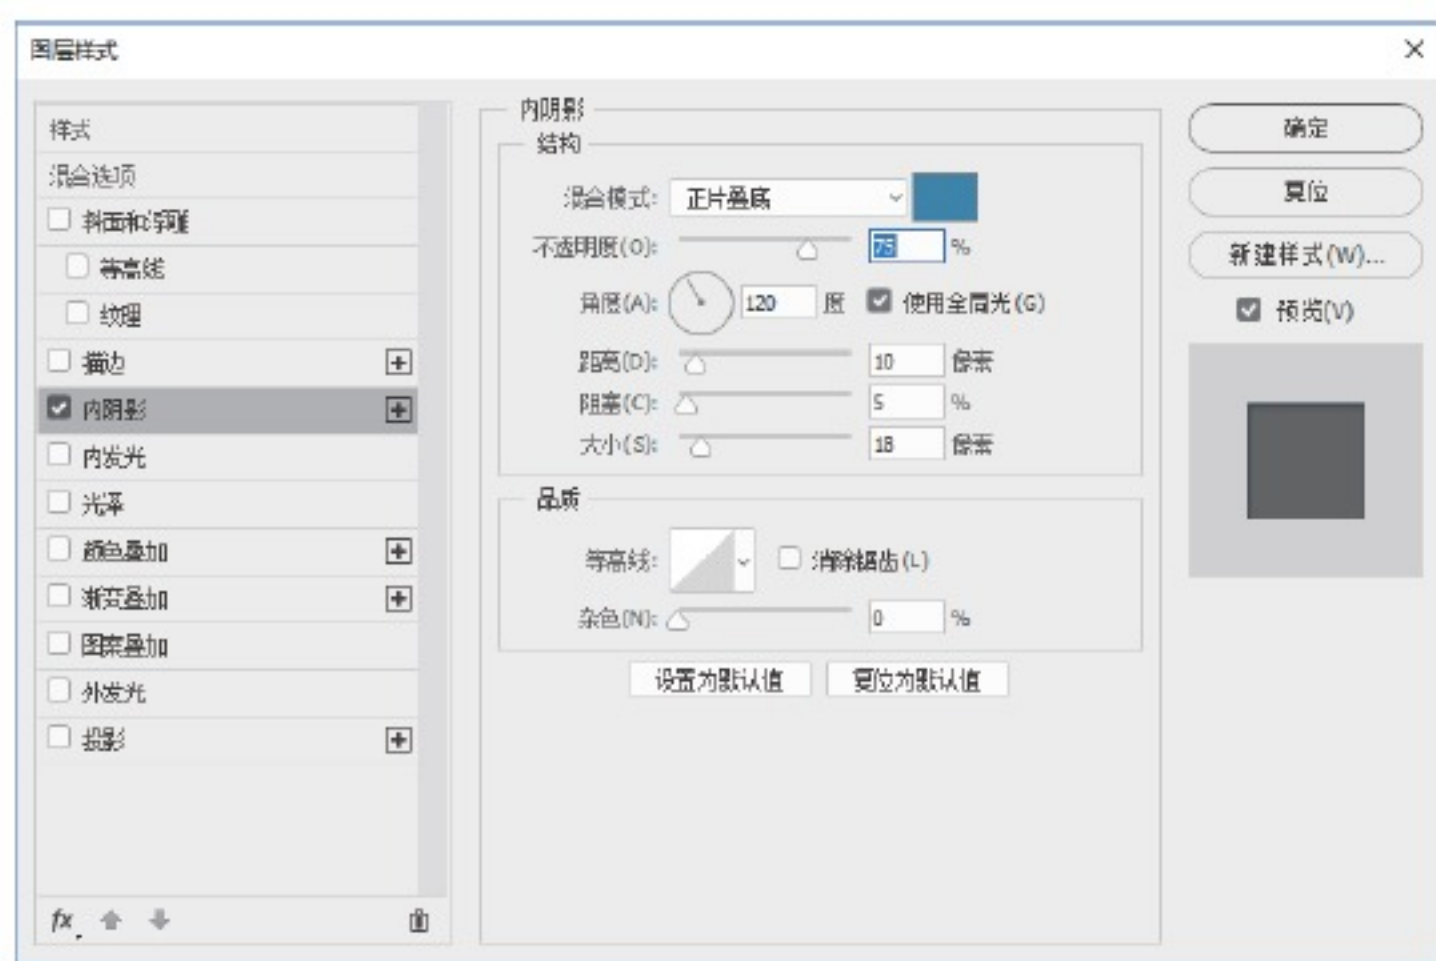 图层样式
样式
混合选项
斜面和浮雕
等高线
纹理
描边
内阴影
内发光
光泽
颜色叠加
渐变叠加
图案叠加
外发光
投影
fx
内阴影
结构
混合模式: 正片叠底
不透明度(O): 75 %
角度(A): 120 度 使用全局光(G)
距离(D): 10 像素
阻塞(C): 5 %
大小(S): 18 像素
品质
等高线: 消除锯齿(L)
杂色(N): 0 %
设置为默认值 复位为默认值
确定
复位
新建样式(W)...
预览(V)